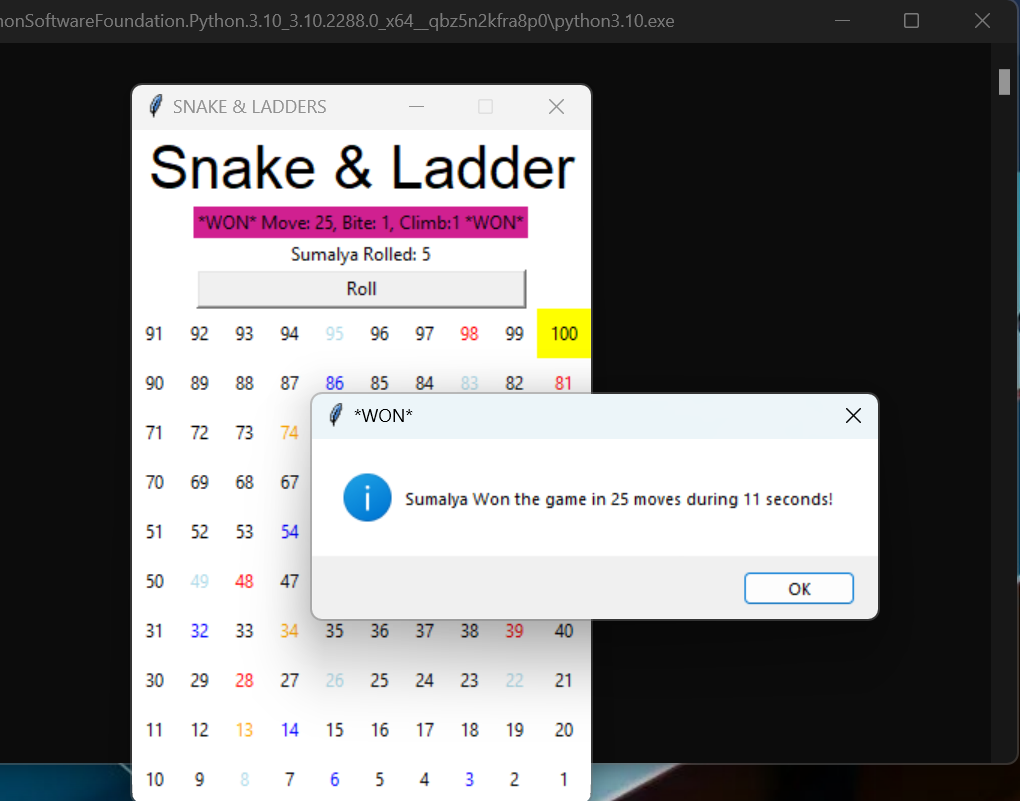 nonSoftwareFoundation.Python.3.10_3.10.2288.0_x64__qbz5n2kfra8p0\python3.10.exe
SNAKE & LADDERS
Snake & Ladder
*WON* Move: 25, Bite: 1, Climb:1 *WON*
Sumalya Rolled: 5
Roll
91 92 93 94 95 96 97 98 99 100
90 89 88 87 86 85 84 83 82 81
71 72 73 74
70 69 68 67
51 52 53 54
50 49 48 47
*WON*
Sumalya Won the game in 25 moves during 11 seconds!
OK
31 32 33 34 35 36 37 38 39 40
30 29 28 27 26 25 24 23 22 21
11 12 13 14 15 16 17 18 19 20
10 9 8 7 6 5 4 3 2 1